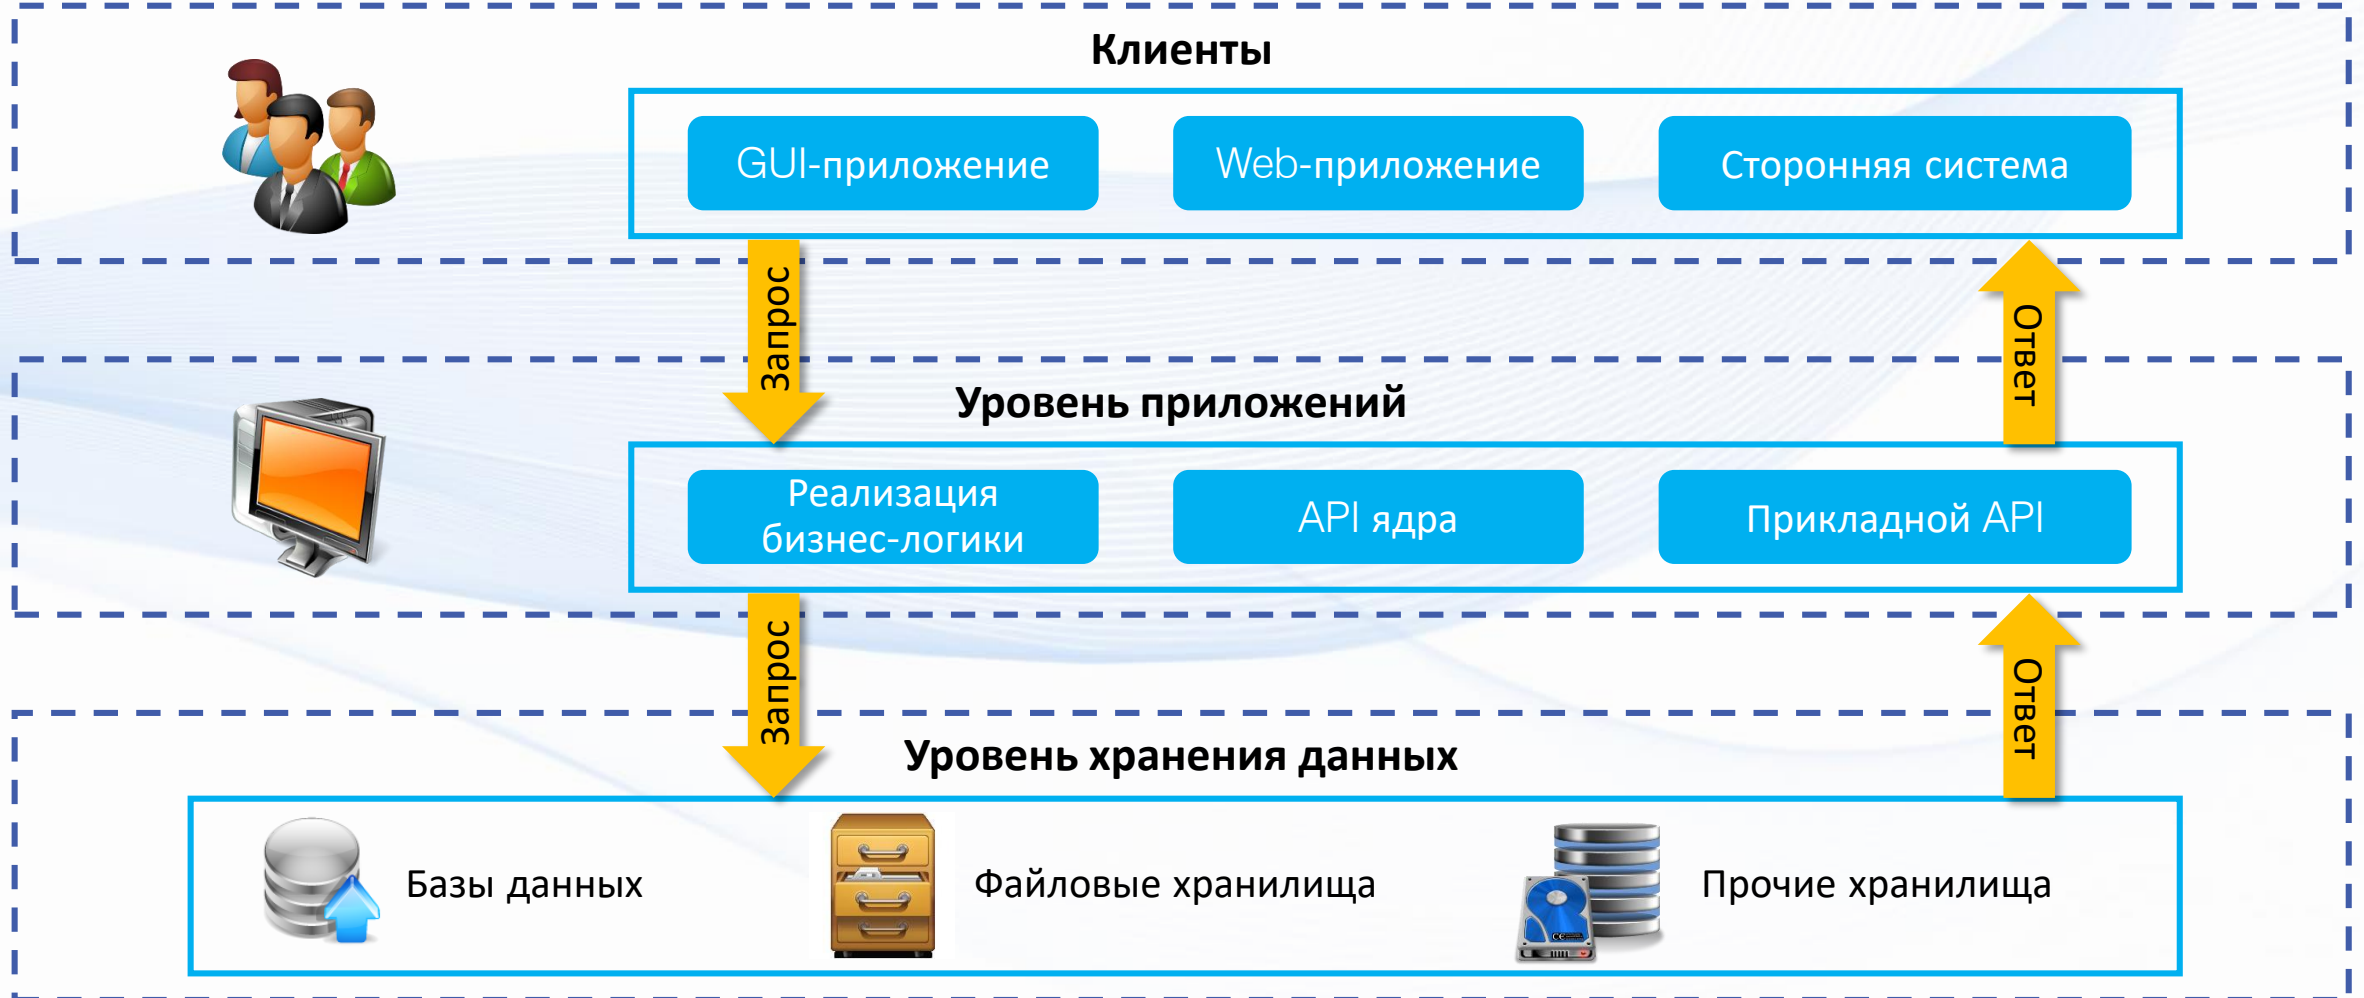 Клиенты
GUI-приложение
Web-приложение
Сторонняя система
Запрос
Ответ
Уровень приложений
Реализация
бизнес-логики
API ядра
Прикладной API
Запрос
Ответ
Уровень хранения данных
Базы данных
Файловые хранилища
Прочие хранилища